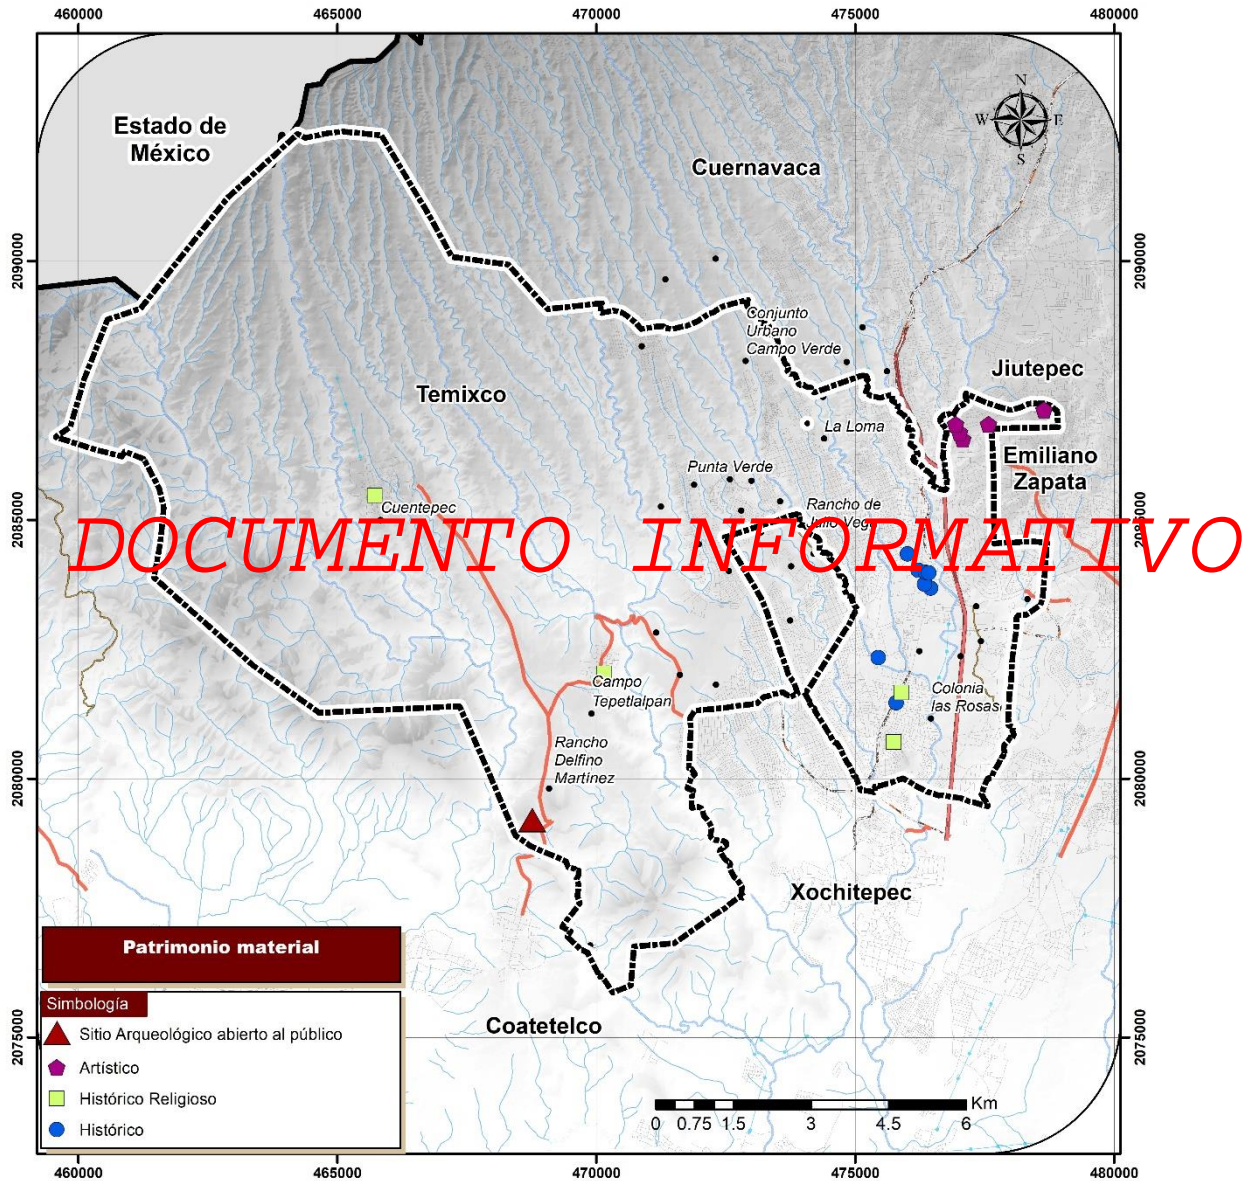 460000
465000
470000
475000
480000
N
W
E
S
Estado de
México
Cuernavaca
2090000
2090000
Conjunto
Urbano
Campo Verde
Jiutepec
Temixco
La Loma
Emiliano
Zapata
Punta Verde
Cuentepec
Rancho de
Julio Vega
2085000
2085000
DOCUMENTO INFORMATIVO
Campo
Tepetlalpan
Colonia
las Rosas
Rancho
Delfino
Martínez
2080000
2080000
Xochitepec
Patrimonio material
Simbología
Sitio Arqueológico abierto al público
Artístico
Histórico Religioso
Histórico
Coatetelco
2075000
2075000
Km
0 0.75 1.5 3 4.5 6
460000
465000
470000
475000
480000